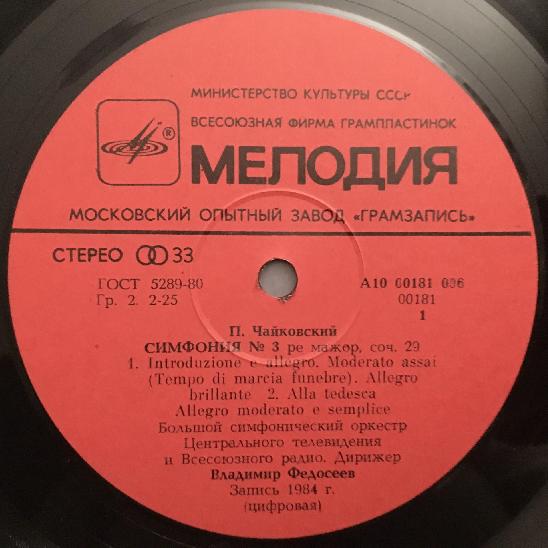 МИНИСТЕРСТВО КУЛЬТУРЫ СССР
ВСЕСОЮЗНАЯ ФИРМА ГРАМПЛАСТИНОК
®
МЕЛОДИЯ
МОСКОВСКИЙ ОПЫТНЫЙ ЗАВОД «ГРАМЗАПИСЬ»
СТЕРЕО 33
ГОСТ 5289-80 А10 00181 006
Гр. 2. 2-25 00181
1
П. Чайковский
СИМФОНИЯ № 3 ре мажор, соч. 29
1. Introduzione e allegro. Moderato assai
(Tempo di marcia funebre). Allegro
brillante 2. Alla tedesca
Allegro moderato e semplice
Большой симфонический оркестр
Центрального телевидения
и Всесоюзного радио. Дирижер
Владимир Федосеев
Запись 1984 г.
(цифровая)